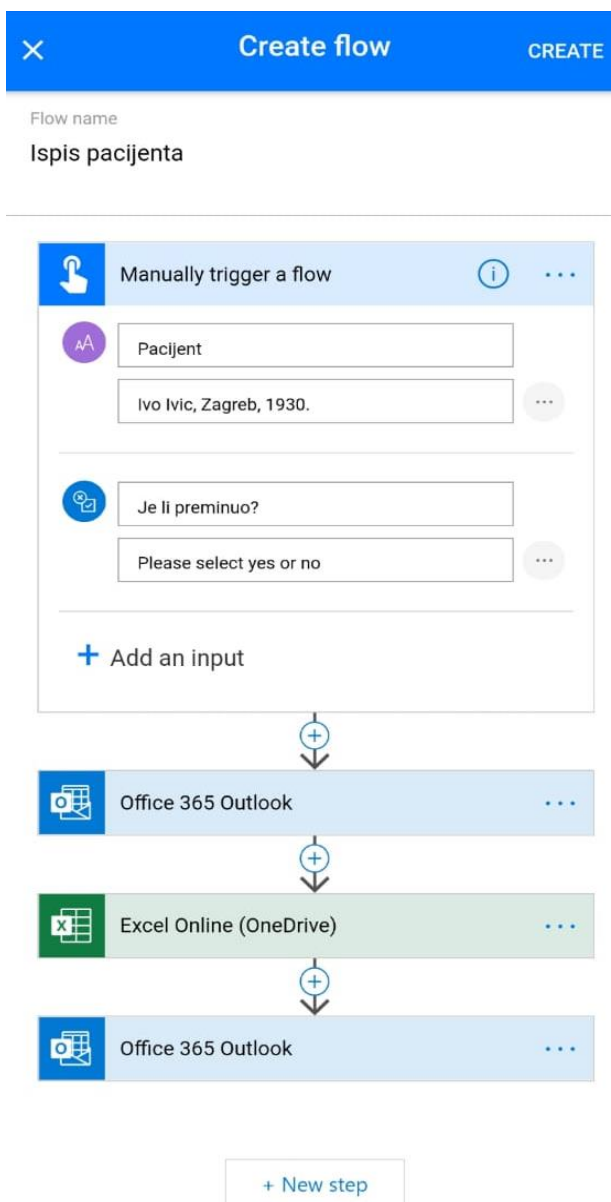 Create flow
CREATE
Flow name
Ispis pacijenta
Manually trigger a flow
Pacijent
Ivo Ivic, Zagreb, 1930.
Je li preminuo?
Please select yes or no
+ Add an input
Office 365 Outlook
Excel Online (OneDrive)
Office 365 Outlook
+ New step